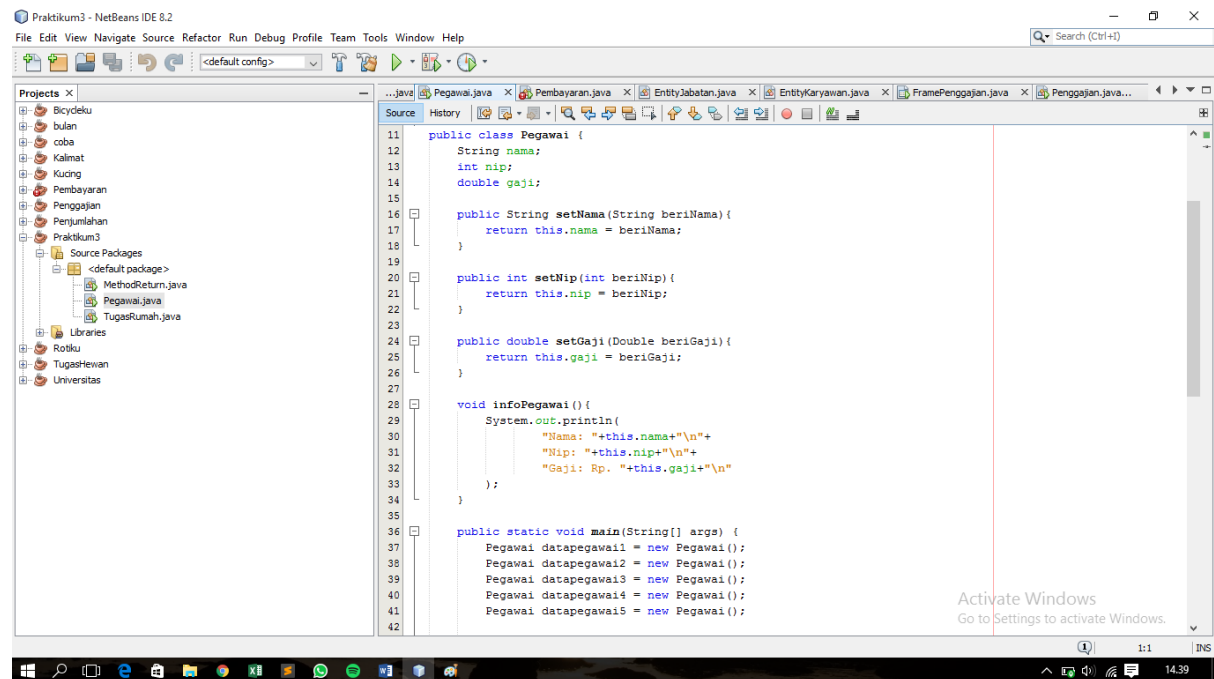 Praktikum3 - NetBeans IDE 8.2
File Edit View Navigate Source Refactor Run Debug Profile Team Tools Window Help
Search (Ctrl+I)
<default config>
Projects
...java Pegawai.java Pembayaran.java EntityJabatan.java EntityKaryawan.java FramePenggajian.java Penggajian.java...
Source History
Bicycleku
bulan
coba
Kalimat
Kucing
Pembayaran
Penggajian
Penjumlahan
Praktikum3
Source Packages
<default package>
MethodReturn.java
Pegawai.java
TugasRumah.java
Libraries
Rotiku
TugasHewan
Universitas
11 public class Pegawai {
12 String nama;
13 int nip;
14 double gaji;
15
16 public String setNama(String beriNama){
17 return this.nama = beriNama;
18 }
19
20 public int setNip(int beriNip){
21 return this.nip = beriNip;
22 }
23
24 public double setGaji(Double beriGaji){
25 return this.gaji = beriGaji;
26 }
27
28 void infoPegawai(){
29 System.out.println(
30 "Nama: "+this.nama+"\n"+
31 "Nip: "+this.nip+"\n"+
32 "Gaji: Rp. "+this.gaji+"\n"
33 );
34 }
35
36 public static void main(String[] args) {
37 Pegawai datapegawai1 = new Pegawai();
38 Pegawai datapegawai2 = new Pegawai();
39 Pegawai datapegawai3 = new Pegawai();
40 Pegawai datapegawai4 = new Pegawai();
41 Pegawai datapegawai5 = new Pegawai();
42
Activate Windows
Go to Settings to activate Windows.
1 1:1 INS
14.39